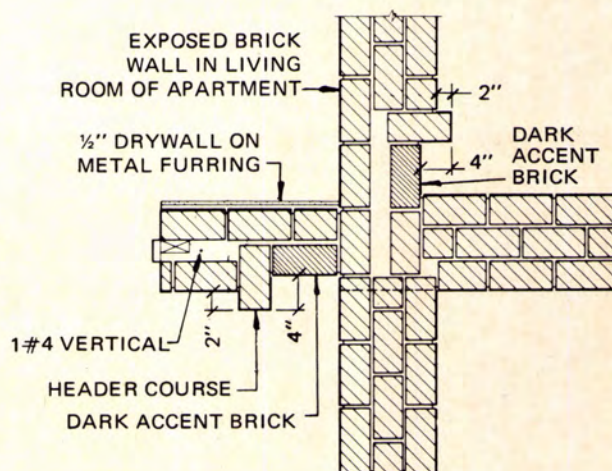 EXPOSED BRICK
WALL IN LIVING
ROOM OF APARTMENT
2"
½" DRYWALL ON
METAL FURRING
DARK
ACCENT
BRICK
4"
1#4 VERTICAL
2"
4"
HEADER COURSE
DARK ACCENT BRICK